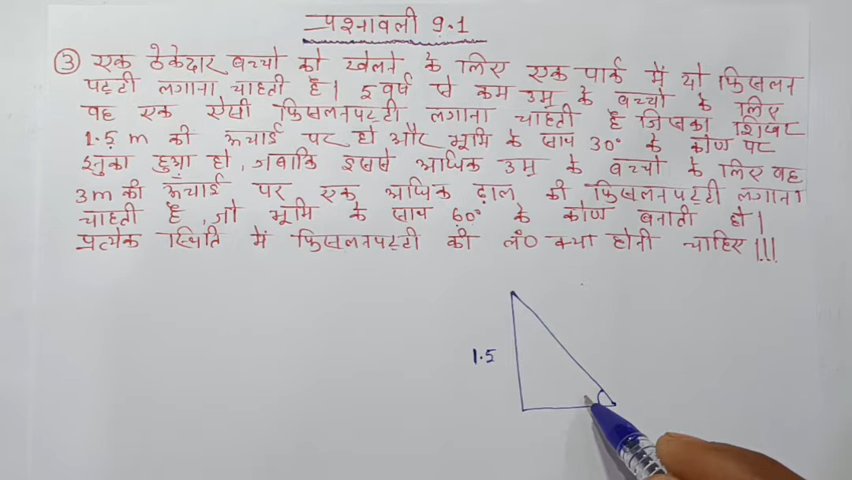 प्रश्नावली 9.1
③ एक ठेकेदार बच्चो को खेलने के लिए एक पार्क में दो फिसलन
पट्टी लगाना चाहती है। 5 वर्ष से कम उम्र के बच्चो के लिए
वह एक ऐसी फिसलनपट्टी लगाना चाहती है जिसका शिखर
1.5 m की ऊचाई पर हो और भूमि के साथ 30° के कोण पर
झुका हुआ हो, जबकि इससे अधिक उम्र के बच्चो के लिए वह
3m की ऊंचाई पर एक अधिक ढ़ाल की फिसलनपट्टी लगाना
चाहती है, जो भूमि के साथ 60° के कोण बनाती हो।
प्रत्येक स्थिति में फिसलनपट्टी की लं० क्या होनी चाहिए।।।
1.5